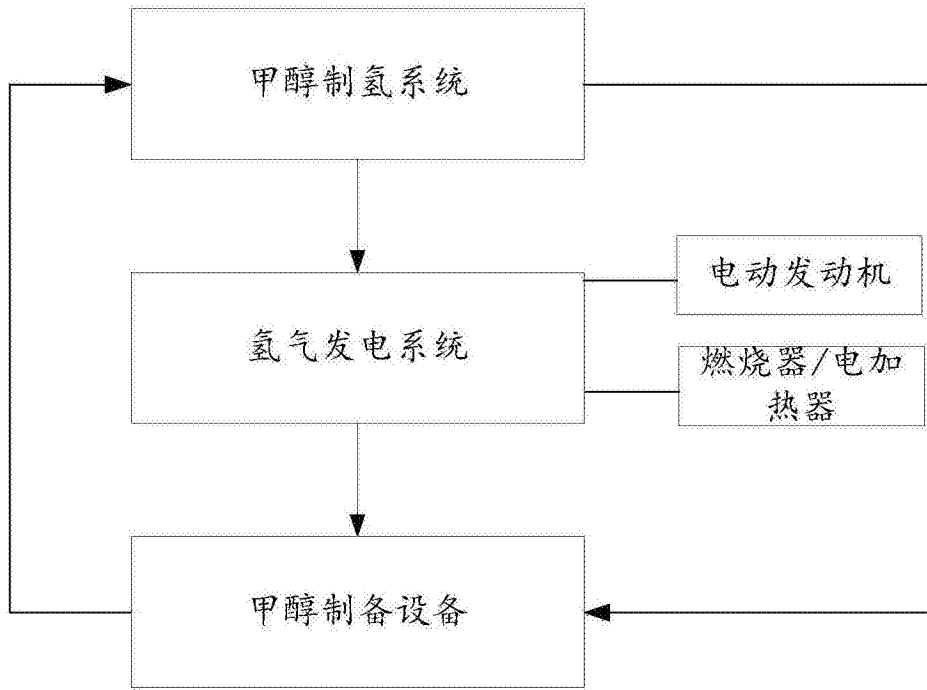 甲醇制氢系统
电动发动机
氢气发电系统
燃烧器/电加
热器
甲醇制备设备